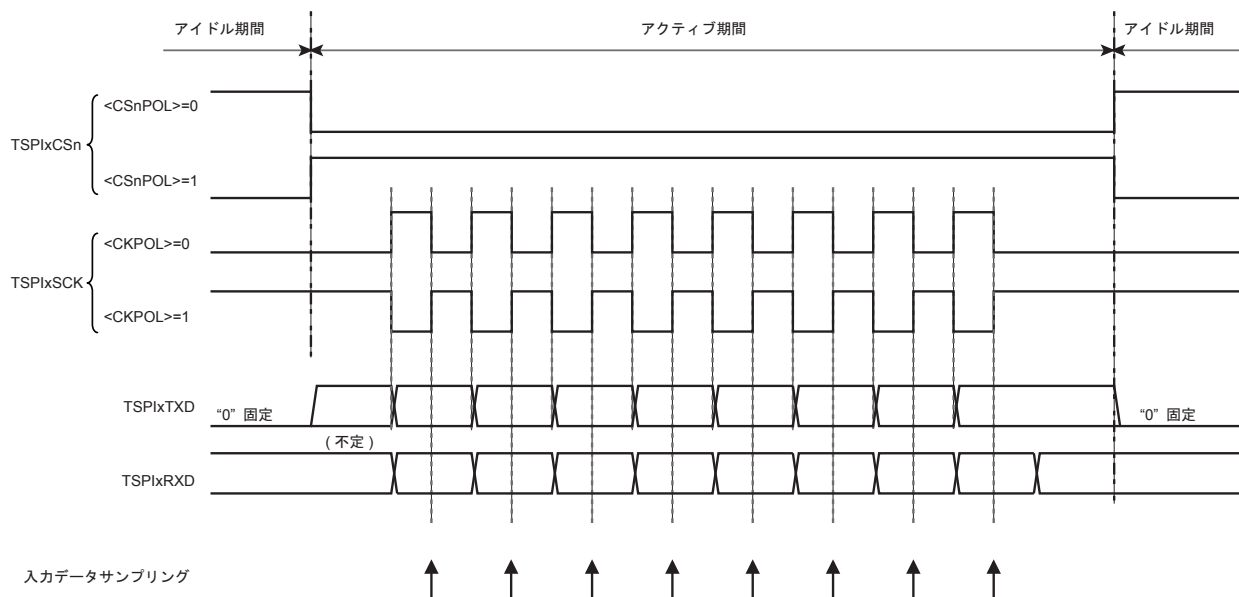 アイドル期間
アクティブ期間
アイドル期間
<CSnPOL>=0
TSPIxCSn
<CSnPOL>=1
<CKPOL>=0
TSPIxSCK
<CKPOL>=1
TSPIxTXD
“0” 固定
“0” 固定
( 不定 )
TSPIxRXD
入力データサンプリング